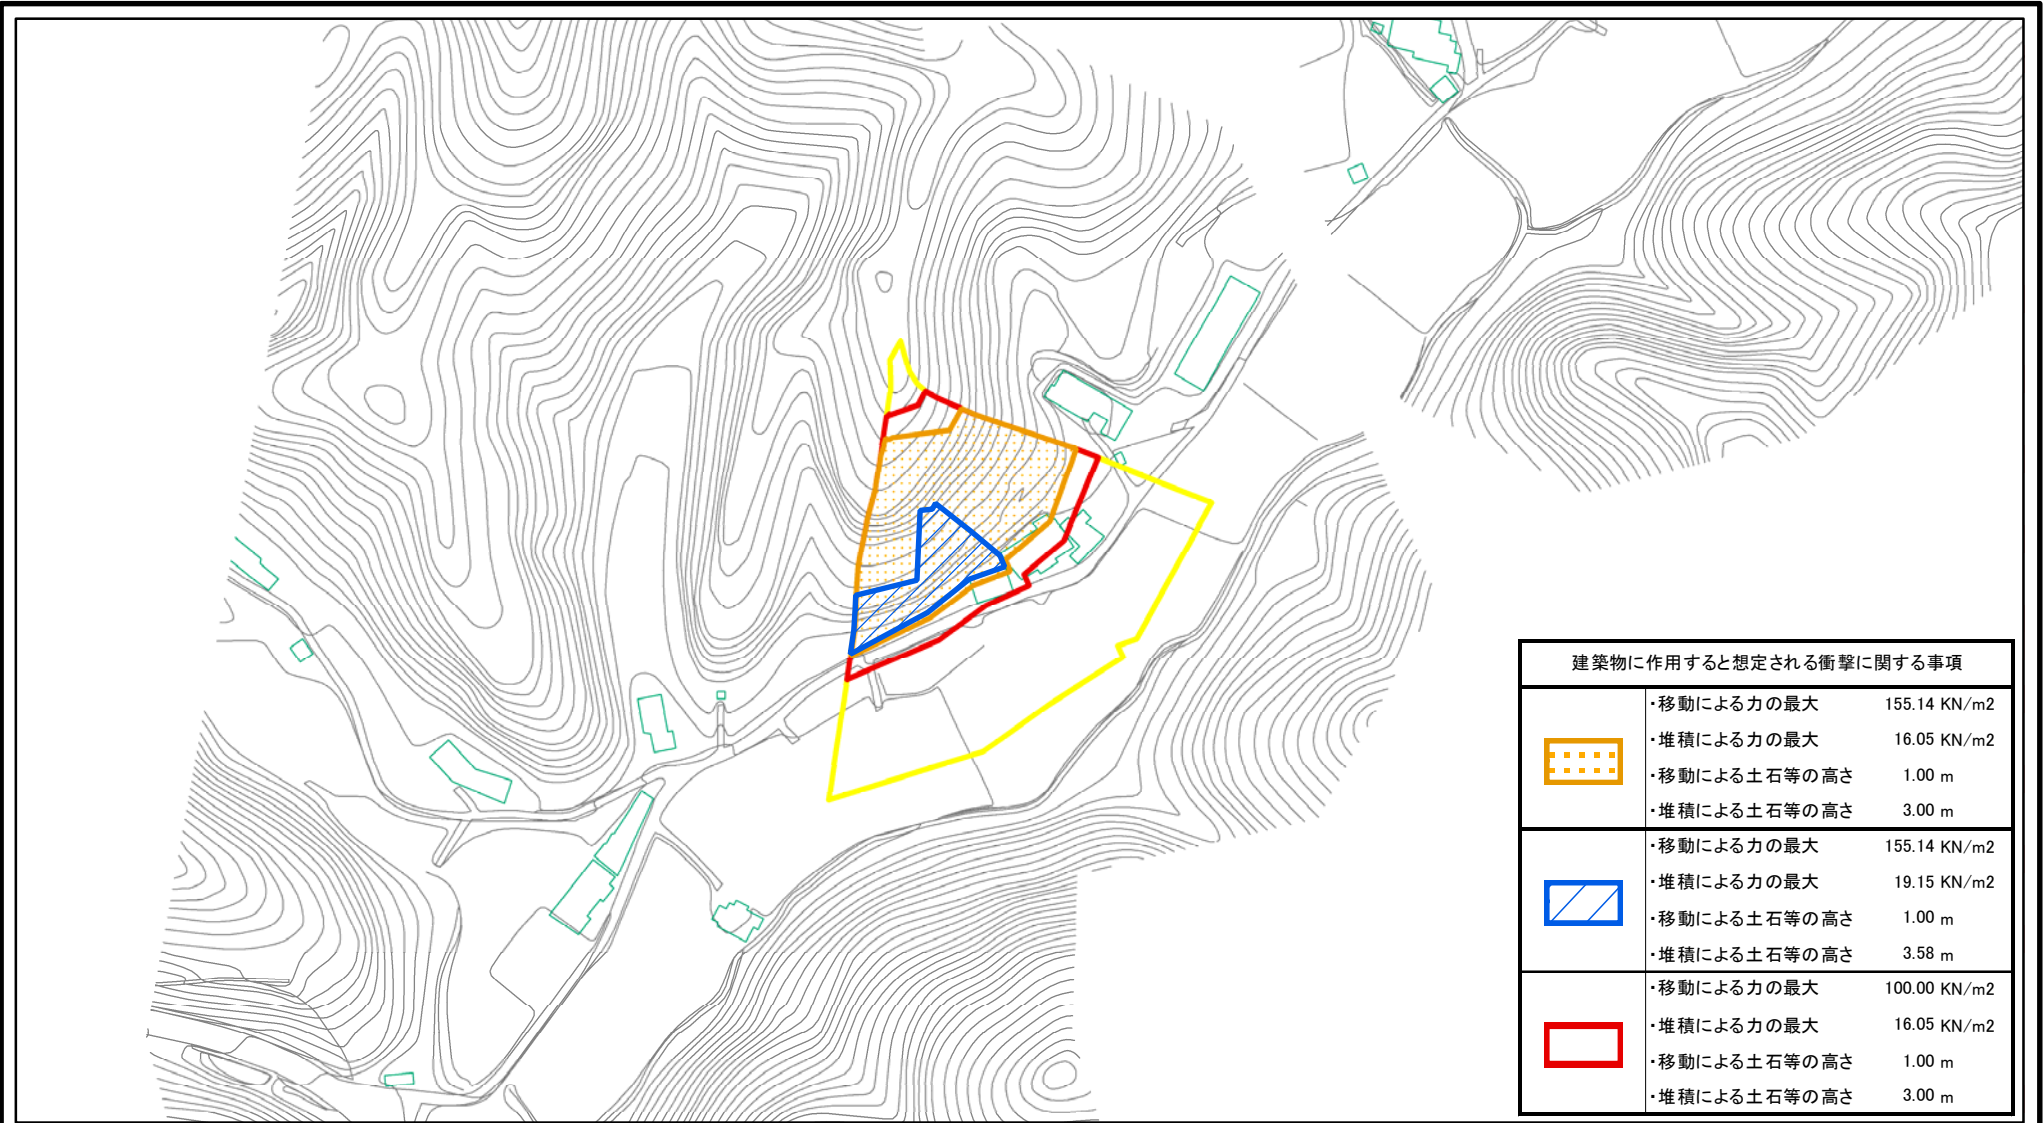 建築物に作用すると想定される衝撃に関する事項
・移動による力の最大 155.14 KN/m2
・堆積による力の最大 16.05 KN/m2
・移動による土石等の高さ 1.00 m
・堆積による土石等の高さ 3.00 m
・移動による力の最大 155.14 KN/m2
・堆積による力の最大 19.15 KN/m2
・移動による土石等の高さ 1.00 m
・堆積による土石等の高さ 3.58 m
・移動による力の最大 100.00 KN/m2
・堆積による力の最大 16.05 KN/m2
・移動による土石等の高さ 1.00 m
・堆積による土石等の高さ 3.00 m